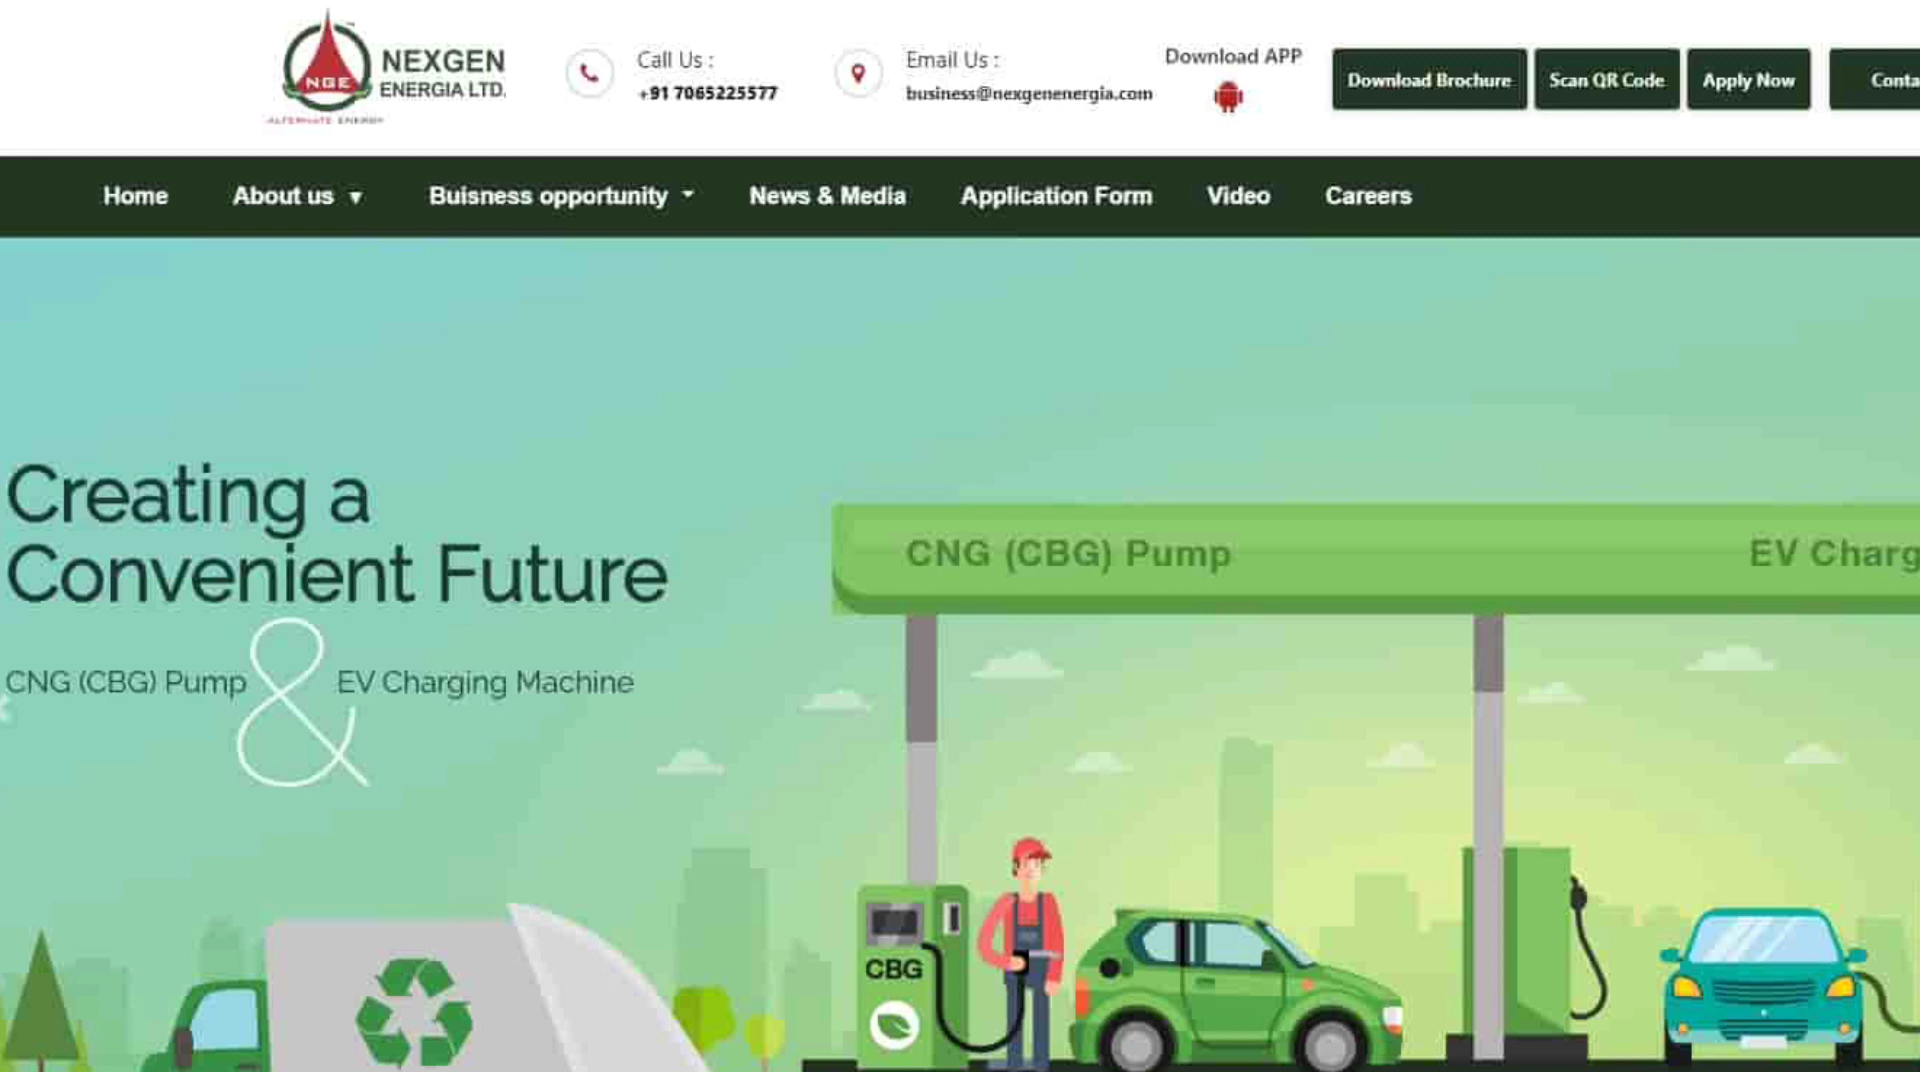 NGE
NEXGEN
ENERGIA LTD.
ALTERNATE ENERGY
Call Us :
+91 7065225577
Email Us :
business@nexgenenergia.com
Download APP
Download Brochure
Scan QR Code
Apply Now
Conta
Home
About us
Buisness opportunity
News & Media
Application Form
Video
Careers
Creating a
Convenient Future
CNG (CBG) Pump & EV Charging Machine
CNG (CBG) Pump
EV Charg
CBG